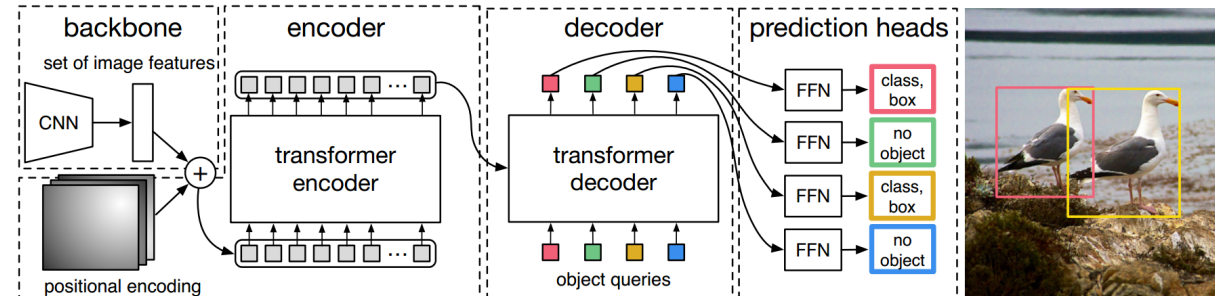 backbone
set of image features
CNN
+
positional encoding
encoder
...
transformer
encoder
...
decoder
transformer
decoder
object queries
prediction heads
FFN
class,
box
FFN
no
object
FFN
class,
box
FFN
no
object